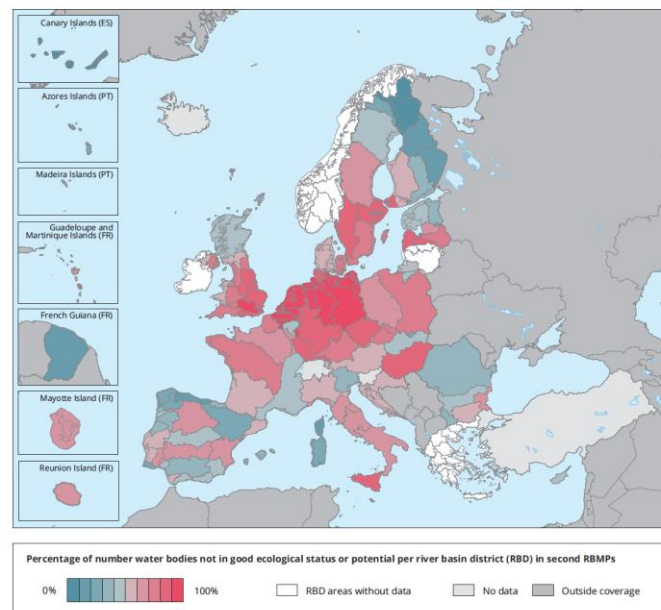 Canary Islands (ES)
Azores Islands (PT)
Madeira Islands (PT)
Guadeloupe and
Martinique Islands (FR)
French Guiana (FR)
Mayotte Island (FR)
Reunion Island (FR)
Percentage of number water bodies not in good ecological status or potential per river basin district (RBD) in second RBMPs
0% 100% RBD areas without data No data Outside coverage